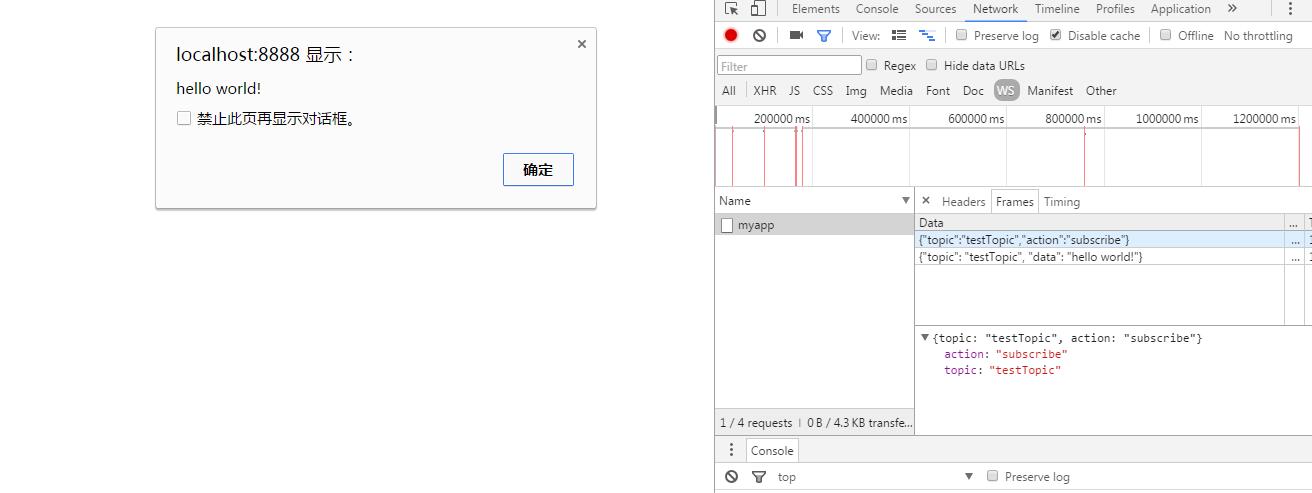 localhost:8888 显示：
hello world!
禁止此页再显示对话框。
确定
Elements Console Sources Network Timeline Profiles Application
View: Preserve log Disable cache Offline No throttling
Filter Regex Hide data URLs
All XHR JS CSS Img Media Font Doc WS Manifest Other
200000 ms 400000 ms 600000 ms 800000 ms 1000000 ms 1200000 ms
Name
myapp
1 / 4 requests | 0 B / 4.3 KB transfe...
Headers Frames Timing
Data ...
{"topic":"testTopic","action":"subscribe"} ...
{"topic": "testTopic", "data": "hello world!"} ...
{topic: "testTopic", action: "subscribe"}
action: "subscribe"
topic: "testTopic"
Console
top Preserve log